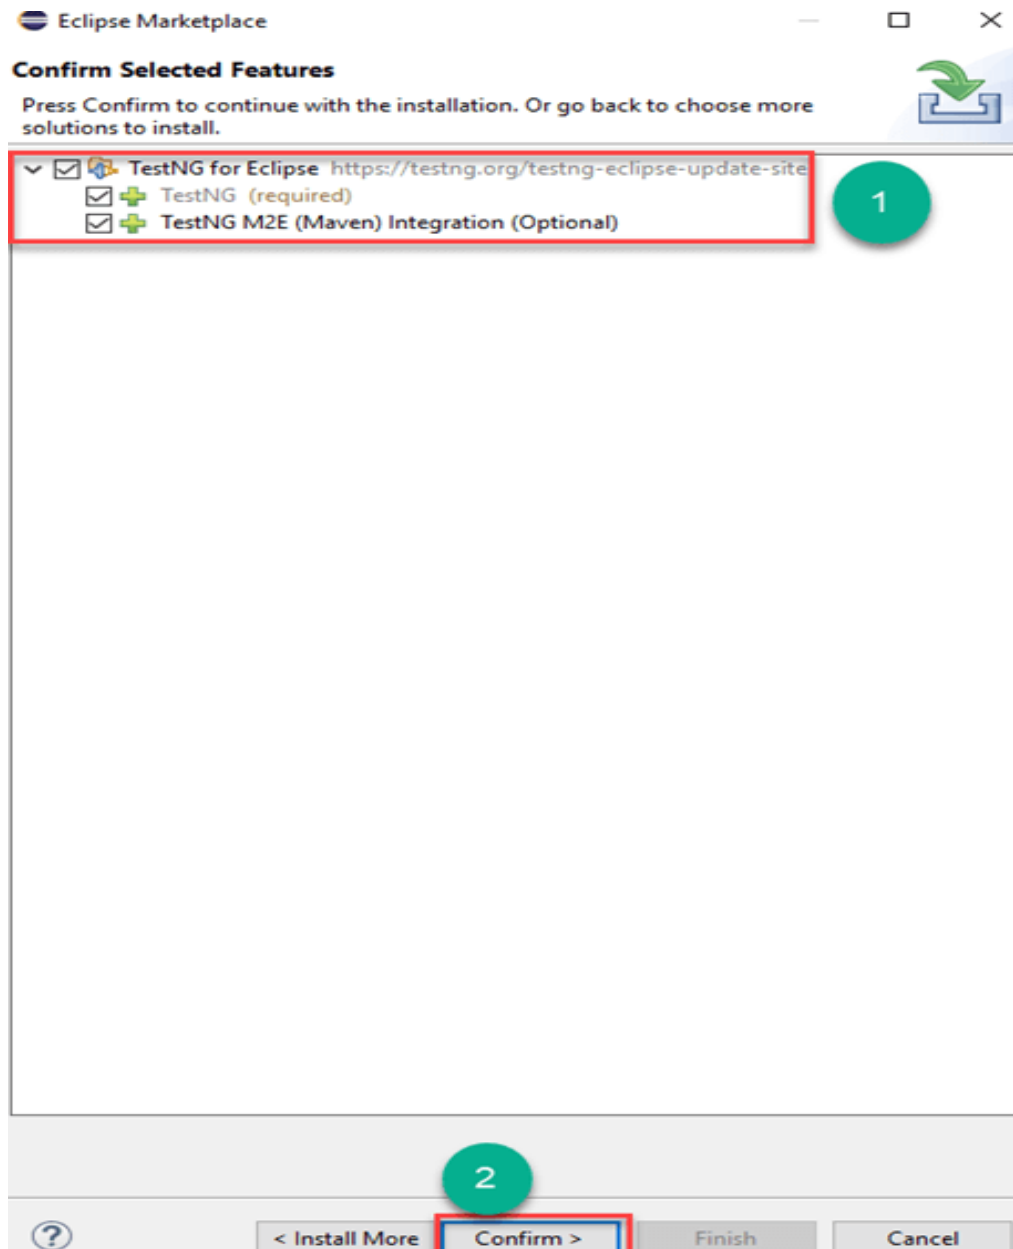 Eclipse Marketplace
Confirm Selected Features
Press Confirm to continue with the installation. Or go back to choose more
solutions to install.
TestNG for Eclipse https://testng.org/testng-eclipse-update-site
1
TestNG (required)
TestNG M2E (Maven) Integration (Optional)
2
?
< Install More
Confirm >
Finish
Cancel